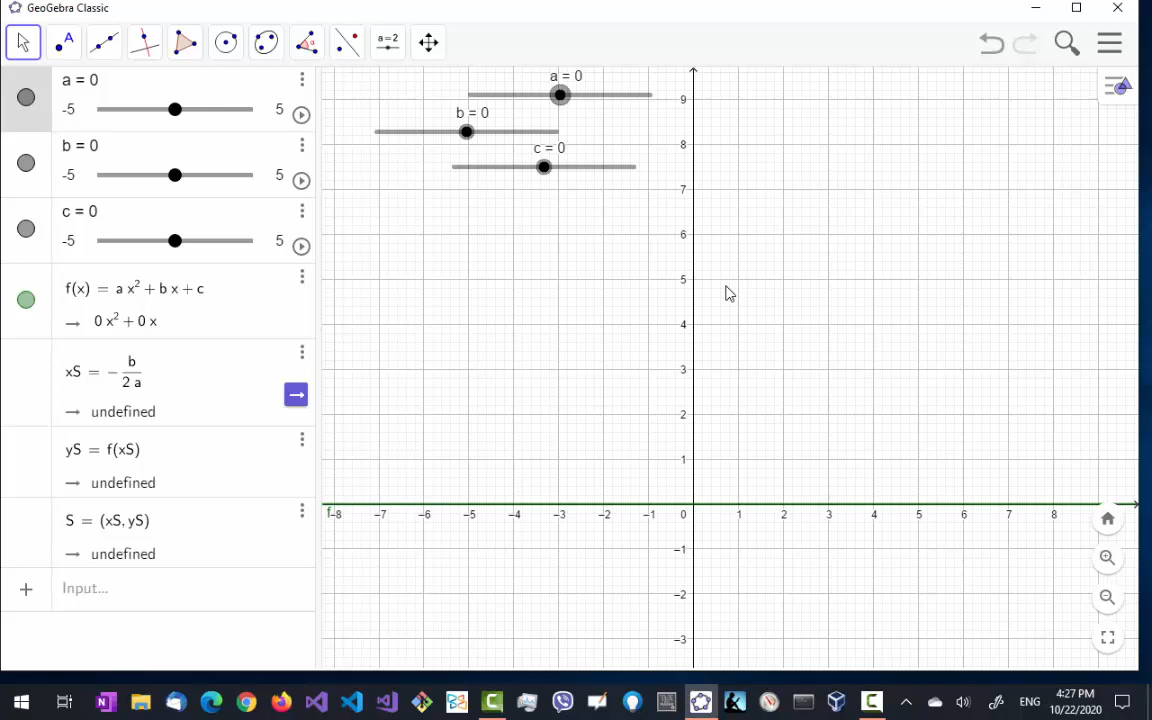 GeoGebra Classic
A
a=2
a = 0
-5
5
b = 0
-5
5
c = 0
-5
5
f(x) = a x² + b x + c
→ 0 x² + 0 x
xS = − b
2 a
→ undefined
yS = f(xS)
→ undefined
S = (xS, yS)
→ undefined
+ Input...
a = 0
b = 0
c = 0
9
8
7
6
5
4
3
2
1
f
−8 −7 −6 −5 −4 −3 −2 −1 0 1 2 3 4 5 6 7 8
−1
−2
−3
ENG
4:27 PM
10/22/2020